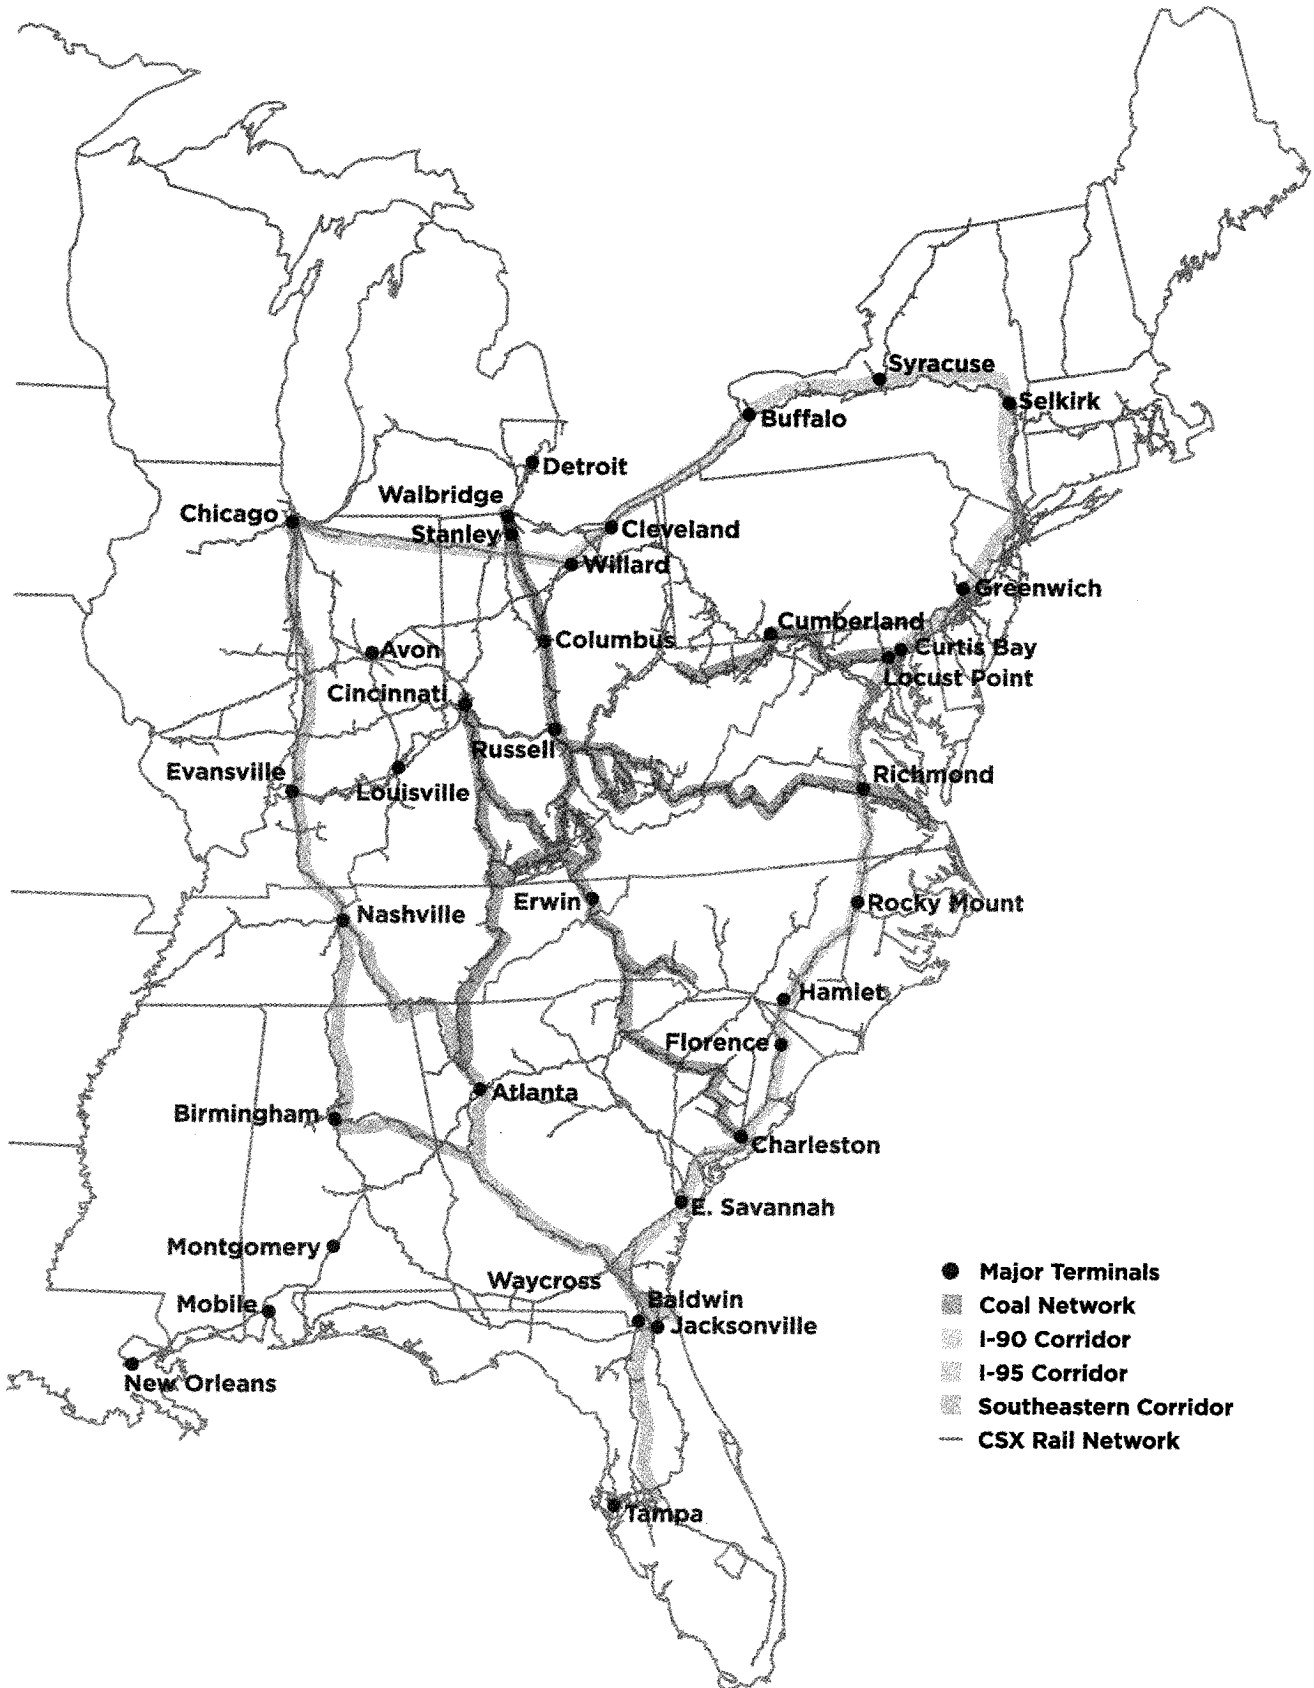 Syracuse
Selkirk
Buffalo
Detroit
Walbridge
Chicago
Stanley
Cleveland
Willard
Greenwich
Cumberland
Columbus
Curtis Bay
Avon
Locust Point
Cincinnati
Russell
Evansville
Richmond
Louisville
Erwin
Rocky Mount
Nashville
Hamlet
Florence
Atlanta
Birmingham
Charleston
E. Savannah
Montgomery
Waycross
Mobile
Baldwin
Jacksonville
New Orleans
Tampa
Major Terminals
Coal Network
I-90 Corridor
I-95 Corridor
Southeastern Corridor
CSX Rail Network